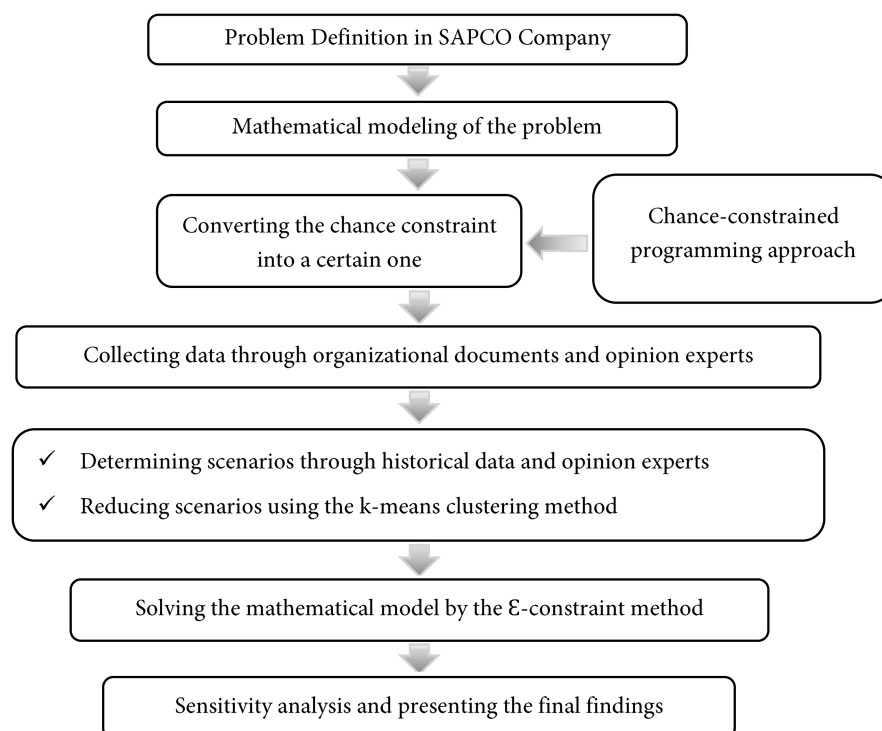 Problem Definition in SAPCO Company
Mathematical modeling of the problem
Converting the chance constraint
into a certain one
Chance-constrained
programming approach
Collecting data through organizational documents and opinion experts
✓ Determining scenarios through historical data and opinion experts
✓ Reducing scenarios using the k-means clustering method
Solving the mathematical model by the Ɛ-constraint method
Sensitivity analysis and presenting the final findings